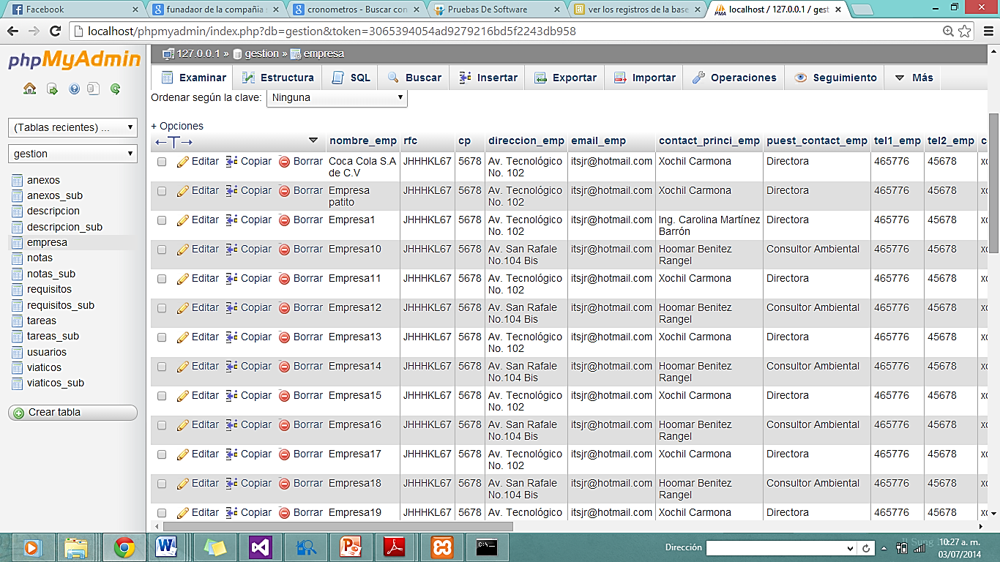 Facebook
funadaor de la compañia
cronometros - Buscar con
Pruebas De Software
ver los registros de la base
localhost / 127.0.0.1 / gest
localhost/phpmyadmin/index.php?db=gestion&token=3065394054ad9279216bd5f2243db958
phpMyAdmin
(Tablas recientes) ...
gestion
anexos
anexos_sub
descripcion
descripcion_sub
empresa
notas
notas_sub
requisitos
requisitos_sub
tareas
tareas_sub
usuarios
viaticos
viaticos_sub
Crear tabla
127.0.0.1 » gestion » empresa
Examinar Estructura SQL Buscar Insertar Exportar Importar Operaciones Seguimiento Más
Ordenar según la clave: Ninguna
+ Opciones
←T→ nombre_emp rfc cp direccion_emp email_emp contact_princi_emp puest_contact_emp tel1_emp tel2_emp c
Editar Copiar Borrar Coca Cola S.A JHHHKL67 5678 Av. Tecnológico itsjr@hotmail.com Xochil Carmona Directora 465776 45678 xo
de C.V No. 102
Editar Copiar Borrar Empresa JHHHKL67 5678 Av. Tecnológico itsjr@hotmail.com Xochil Carmona Directora 465776 45678 xo
patito No. 102
Editar Copiar Borrar Empresa1 JHHHKL67 5678 Av. Tecnológico itsjr@hotmail.com Ing. Carolina Martínez Directora 465776 45678 xo
No. 102 Barrón
Editar Copiar Borrar Empresa10 JHHHKL67 5678 Av. San Rafale itsjr@hotmail.com Hoomar Benitez Consultor Ambiental 465776 45678 xo
No.104 Bis Rangel
Editar Copiar Borrar Empresa11 JHHHKL67 5678 Av. Tecnológico itsjr@hotmail.com Xochil Carmona Directora 465776 45678 xo
No. 102
Editar Copiar Borrar Empresa12 JHHHKL67 5678 Av. San Rafale itsjr@hotmail.com Hoomar Benitez Consultor Ambiental 465776 45678 xo
No.104 Bis Rangel
Editar Copiar Borrar Empresa13 JHHHKL67 5678 Av. Tecnológico itsjr@hotmail.com Xochil Carmona Directora 465776 45678 xo
No. 102
Editar Copiar Borrar Empresa14 JHHHKL67 5678 Av. San Rafale itsjr@hotmail.com Hoomar Benitez Consultor Ambiental 465776 45678 xo
No.104 Bis Rangel
Editar Copiar Borrar Empresa15 JHHHKL67 5678 Av. Tecnológico itsjr@hotmail.com Xochil Carmona Directora 465776 45678 xo
No. 102
Editar Copiar Borrar Empresa16 JHHHKL67 5678 Av. San Rafale itsjr@hotmail.com Hoomar Benitez Consultor Ambiental 465776 45678 xo
No.104 Bis Rangel
Editar Copiar Borrar Empresa17 JHHHKL67 5678 Av. Tecnológico itsjr@hotmail.com Xochil Carmona Directora 465776 45678 xo
No. 102
Editar Copiar Borrar Empresa18 JHHHKL67 5678 Av. San Rafale itsjr@hotmail.com Hoomar Benitez Consultor Ambiental 465776 45678 xo
No.104 Bis Rangel
Editar Copiar Borrar Empresa19 JHHHKL67 5678 Av. Tecnológico itsjr@hotmail.com Xochil Carmona Directora 465776 45678 xo
Dirección
10:27 a. m.
03/07/2014